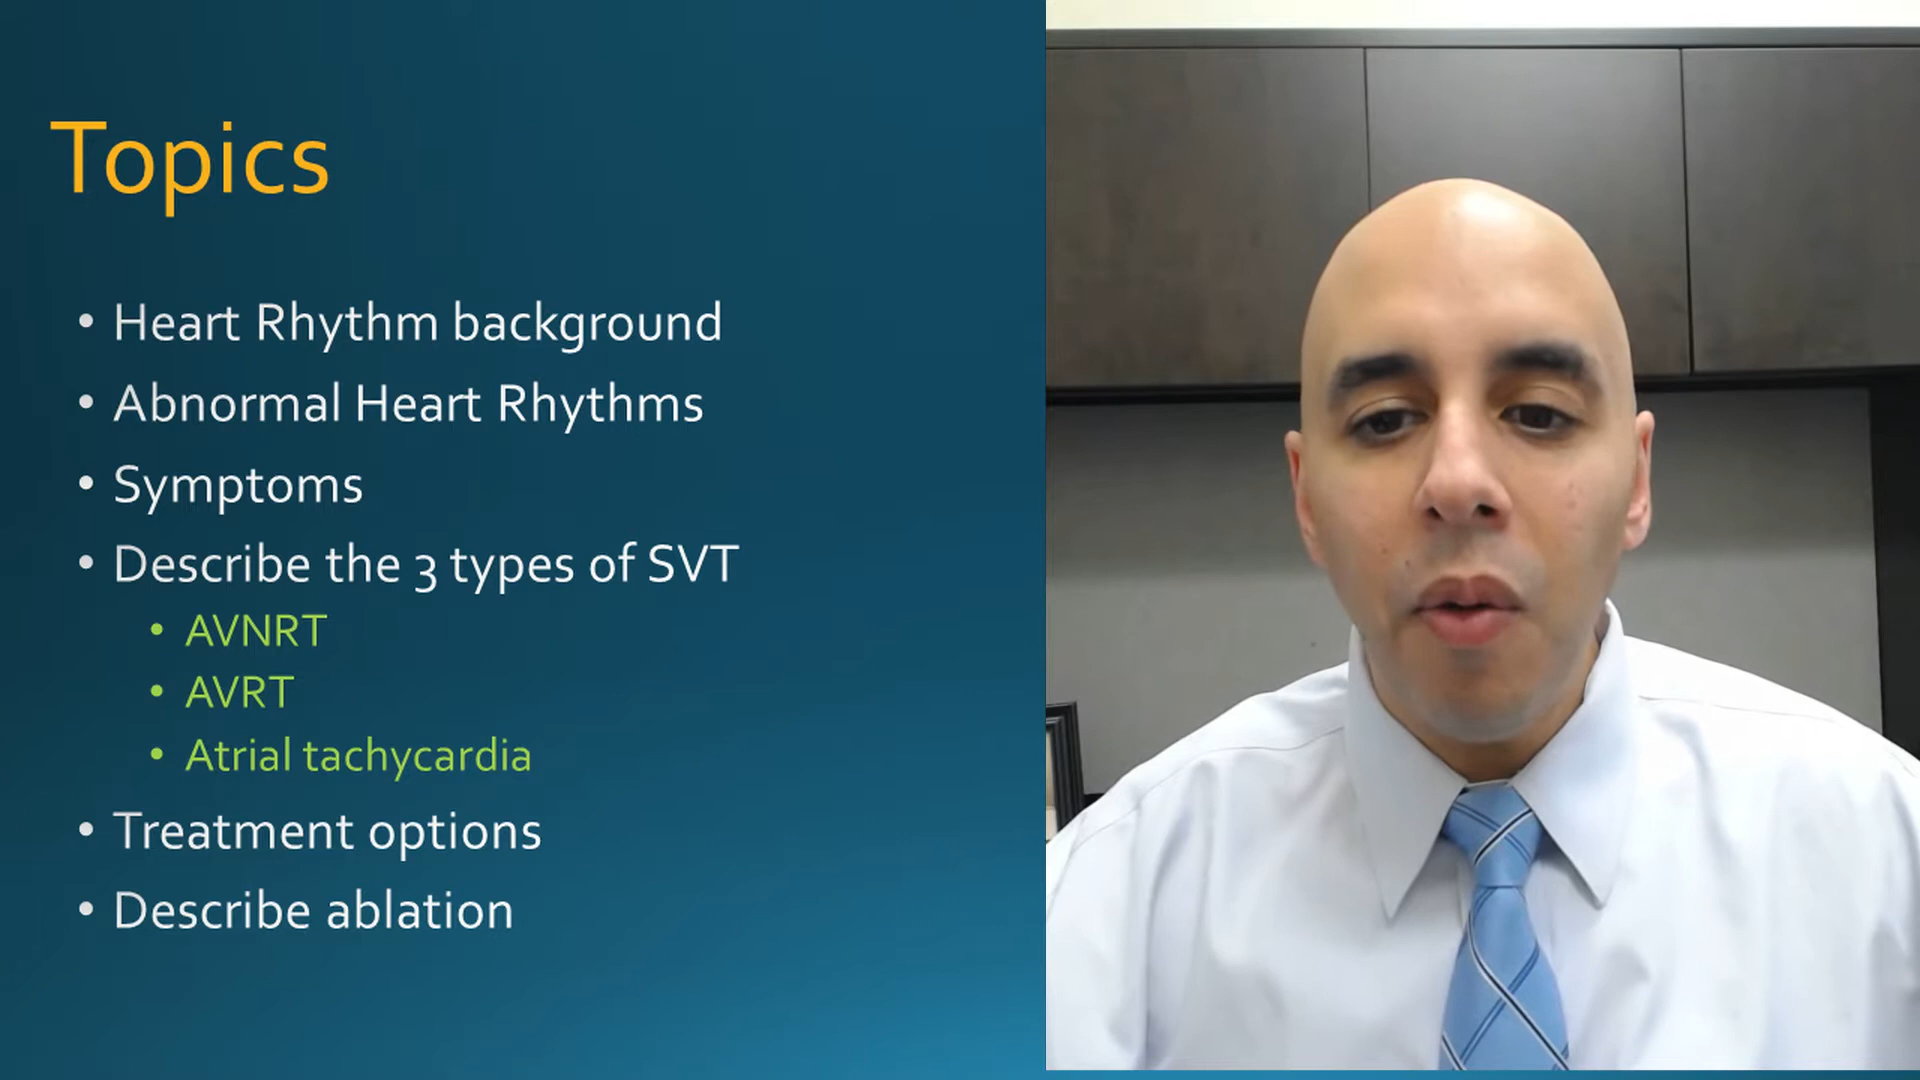 Topics
• Heart Rhythm background
• Abnormal Heart Rhythms
• Symptoms
• Describe the 3 types of SVT
• AVNRT
• AVRT
• Atrial tachycardia
• Treatment options
• Describe ablation